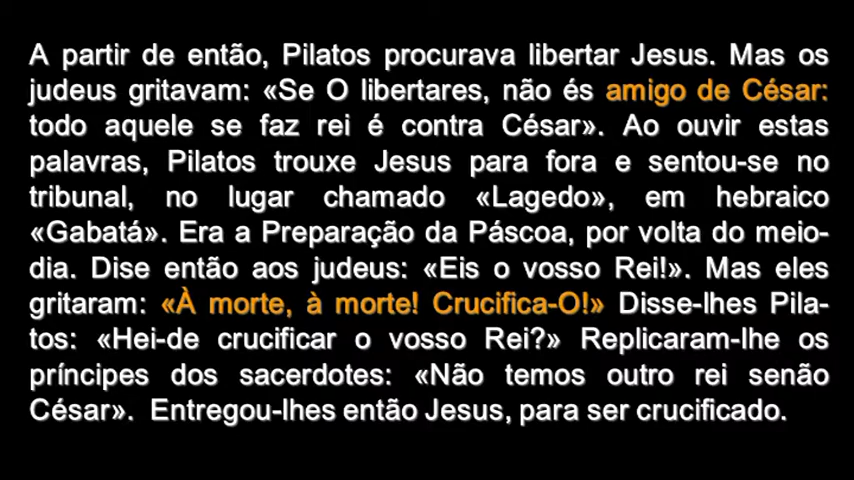 A partir de então, Pilatos procurava libertar Jesus. Mas os
judeus gritavam: «Se O libertares, não és amigo de César:
todo aquele se faz rei é contra César». Ao ouvir estas
palavras, Pilatos trouxe Jesus para fora e sentou-se no
tribunal, no lugar chamado «Lagedo», em hebraico
«Gabatá». Era a Preparação da Páscoa, por volta do meio-
dia. Dise então aos judeus: «Eis o vosso Rei!». Mas eles
gritaram: «À morte, à morte! Crucifica-O!» Disse-lhes Pila-
tos: «Hei-de crucificar o vosso Rei?» Replicaram-lhe os
príncipes dos sacerdotes: «Não temos outro rei senão
César». Entregou-lhes então Jesus, para ser crucificado.